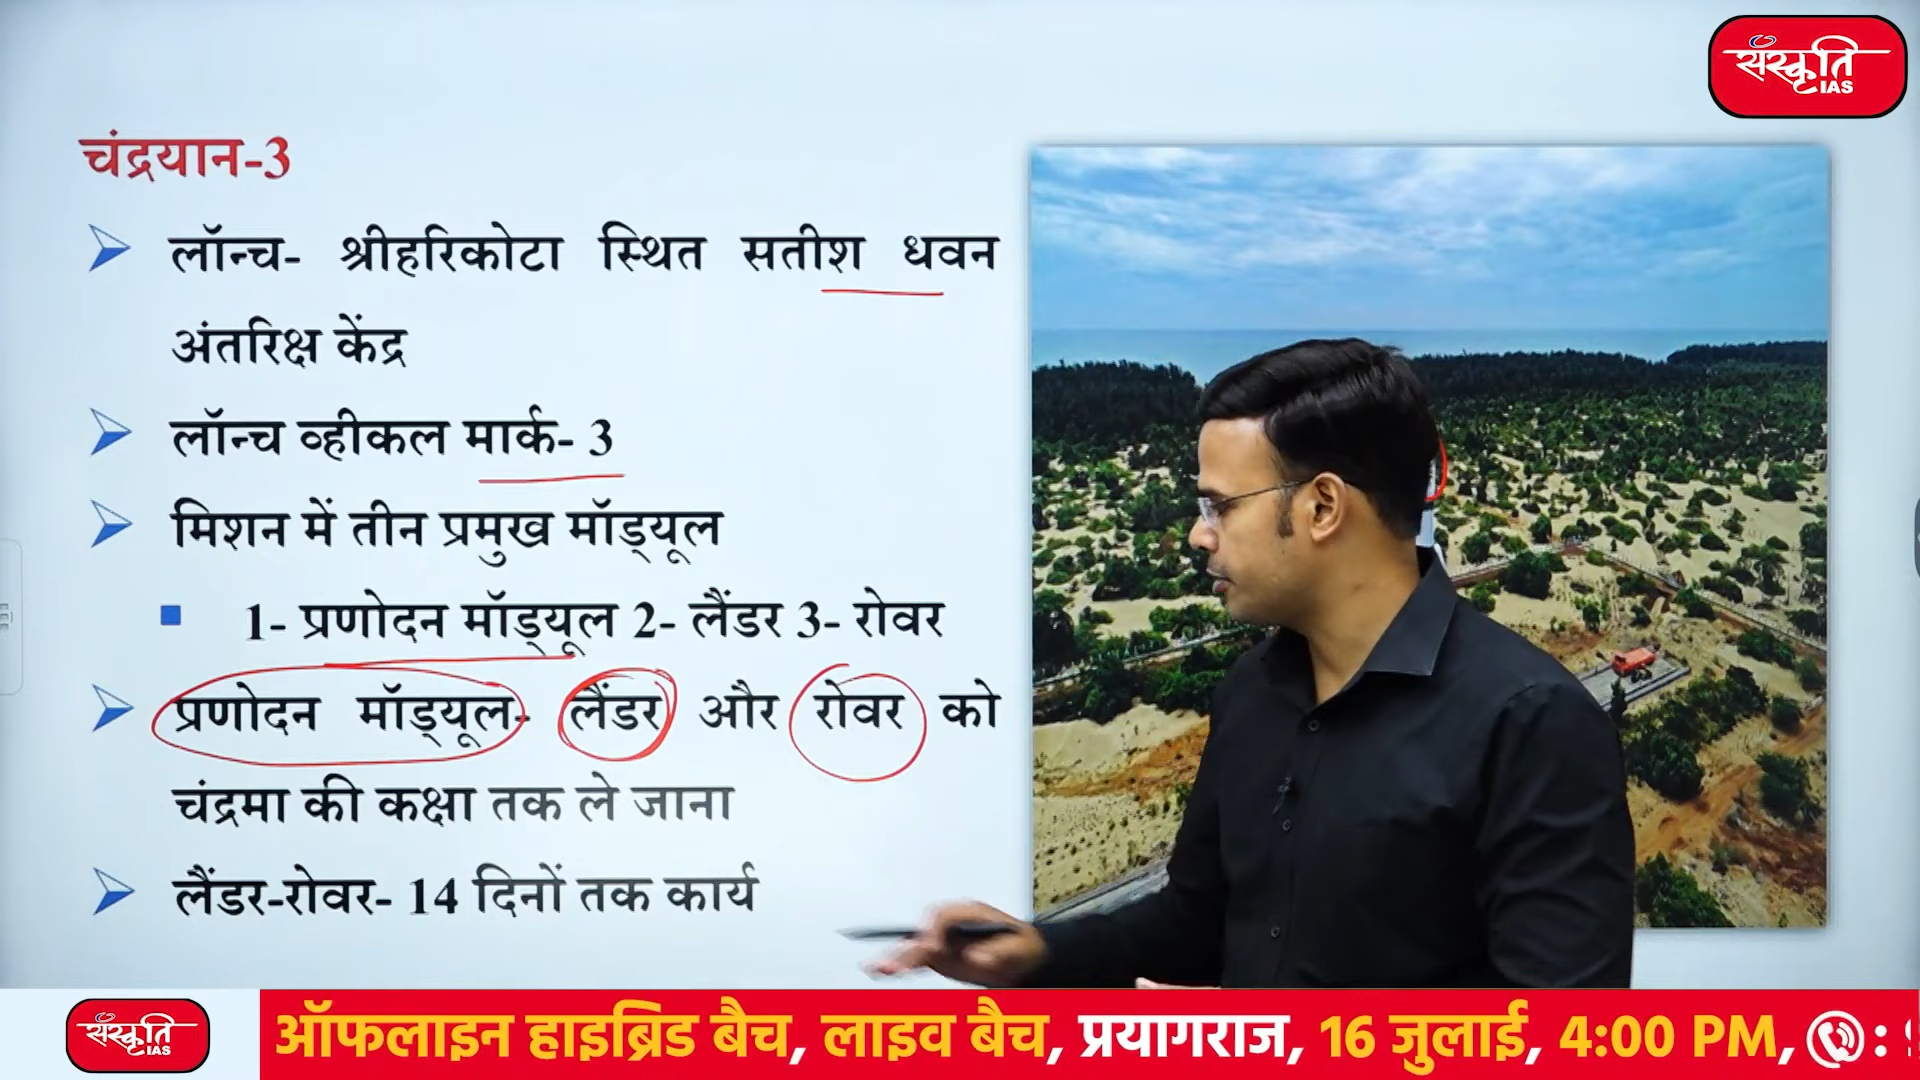 संस्कृति
IAS
चंद्रयान-3
लॉन्च- श्रीहरिकोटा स्थित सतीश धवन
अंतरिक्ष केंद्र
लॉन्च व्हीकल मार्क- 3
मिशन में तीन प्रमुख मॉड्यूल
1- प्रणोदन मॉड्यूल 2- लैंडर 3- रोवर
प्रणोदन मॉड्यूल- लैंडर और रोवर को
चंद्रमा की कक्षा तक ले जाना
लैंडर-रोवर- 14 दिनों तक कार्य
संस्कृति
IAS
ऑफलाइन हाइब्रिड बैच, लाइव बैच, प्रयागराज, 16 जुलाई, 4:00 PM, :